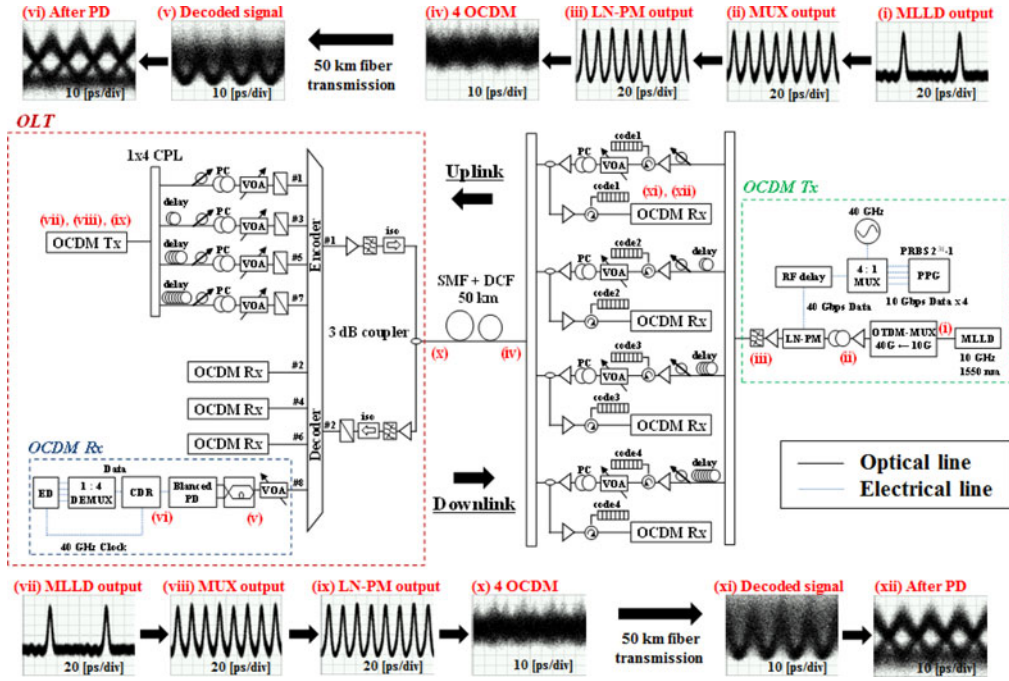 (vi) After PD
(v) Decoded signal
(iv) 4 OCDM
(iii) LN-PM output
(ii) MUX output
(i) MLLD output
10 [ps/div]
10 [ps/div]
50 km fiber
transmission
10 [ps/div]
20 [ps/div]
20 [ps/div]
20 [ps/div]
OLT
1x4 CPL
(vii), (viii), (ix)
OCDM Tx
PC
VOA
#1
delay
PC
VOA
#3
delay
PC
VOA
#5
delay
PC
VOA
#7
Encoder
#1
iso
3 dB coupler
OCDM Rx
#2
OCDM Rx
#4
OCDM Rx
#6
Decoder
#2
iso
OCDM Rx
Data
ED
1 : 4
DEMUX
CDR
Blanced
PD
VOA
#8
(vi)
(v)
40 GHz Clock
Uplink
SMF + DCF
50 km
(x)
(iv)
Downlink
code1
PC
VOA
code1
(xi), (xii)
OCDM Rx
code2
PC
VOA
delay
code2
OCDM Rx
code3
PC
VOA
delay
code3
OCDM Rx
code4
PC
VOA
delay
code4
OCDM Rx
OCDM Tx
40 GHz
PRBS 2³¹-1
RF delay
4 : 1
MUX
PPG
40 Gbps Data
10 Gbps Data x 4
(iii)
LN-PM
(ii)
OTDM-MUX
40G ← 10G
(i)
MLLD
10 GHz
Optical line
Electrical line
(vii) MLLD output
(viii) MUX output
(ix) LN-PM output
(x) 4 OCDM
(xi) Decoded signal
(xii) After PD
20 [ps/div]
20 [ps/div]
20 [ps/div]
10 [ps/div]
50 km fiber
transmission
10 [ps/div]
10 [ps/div]